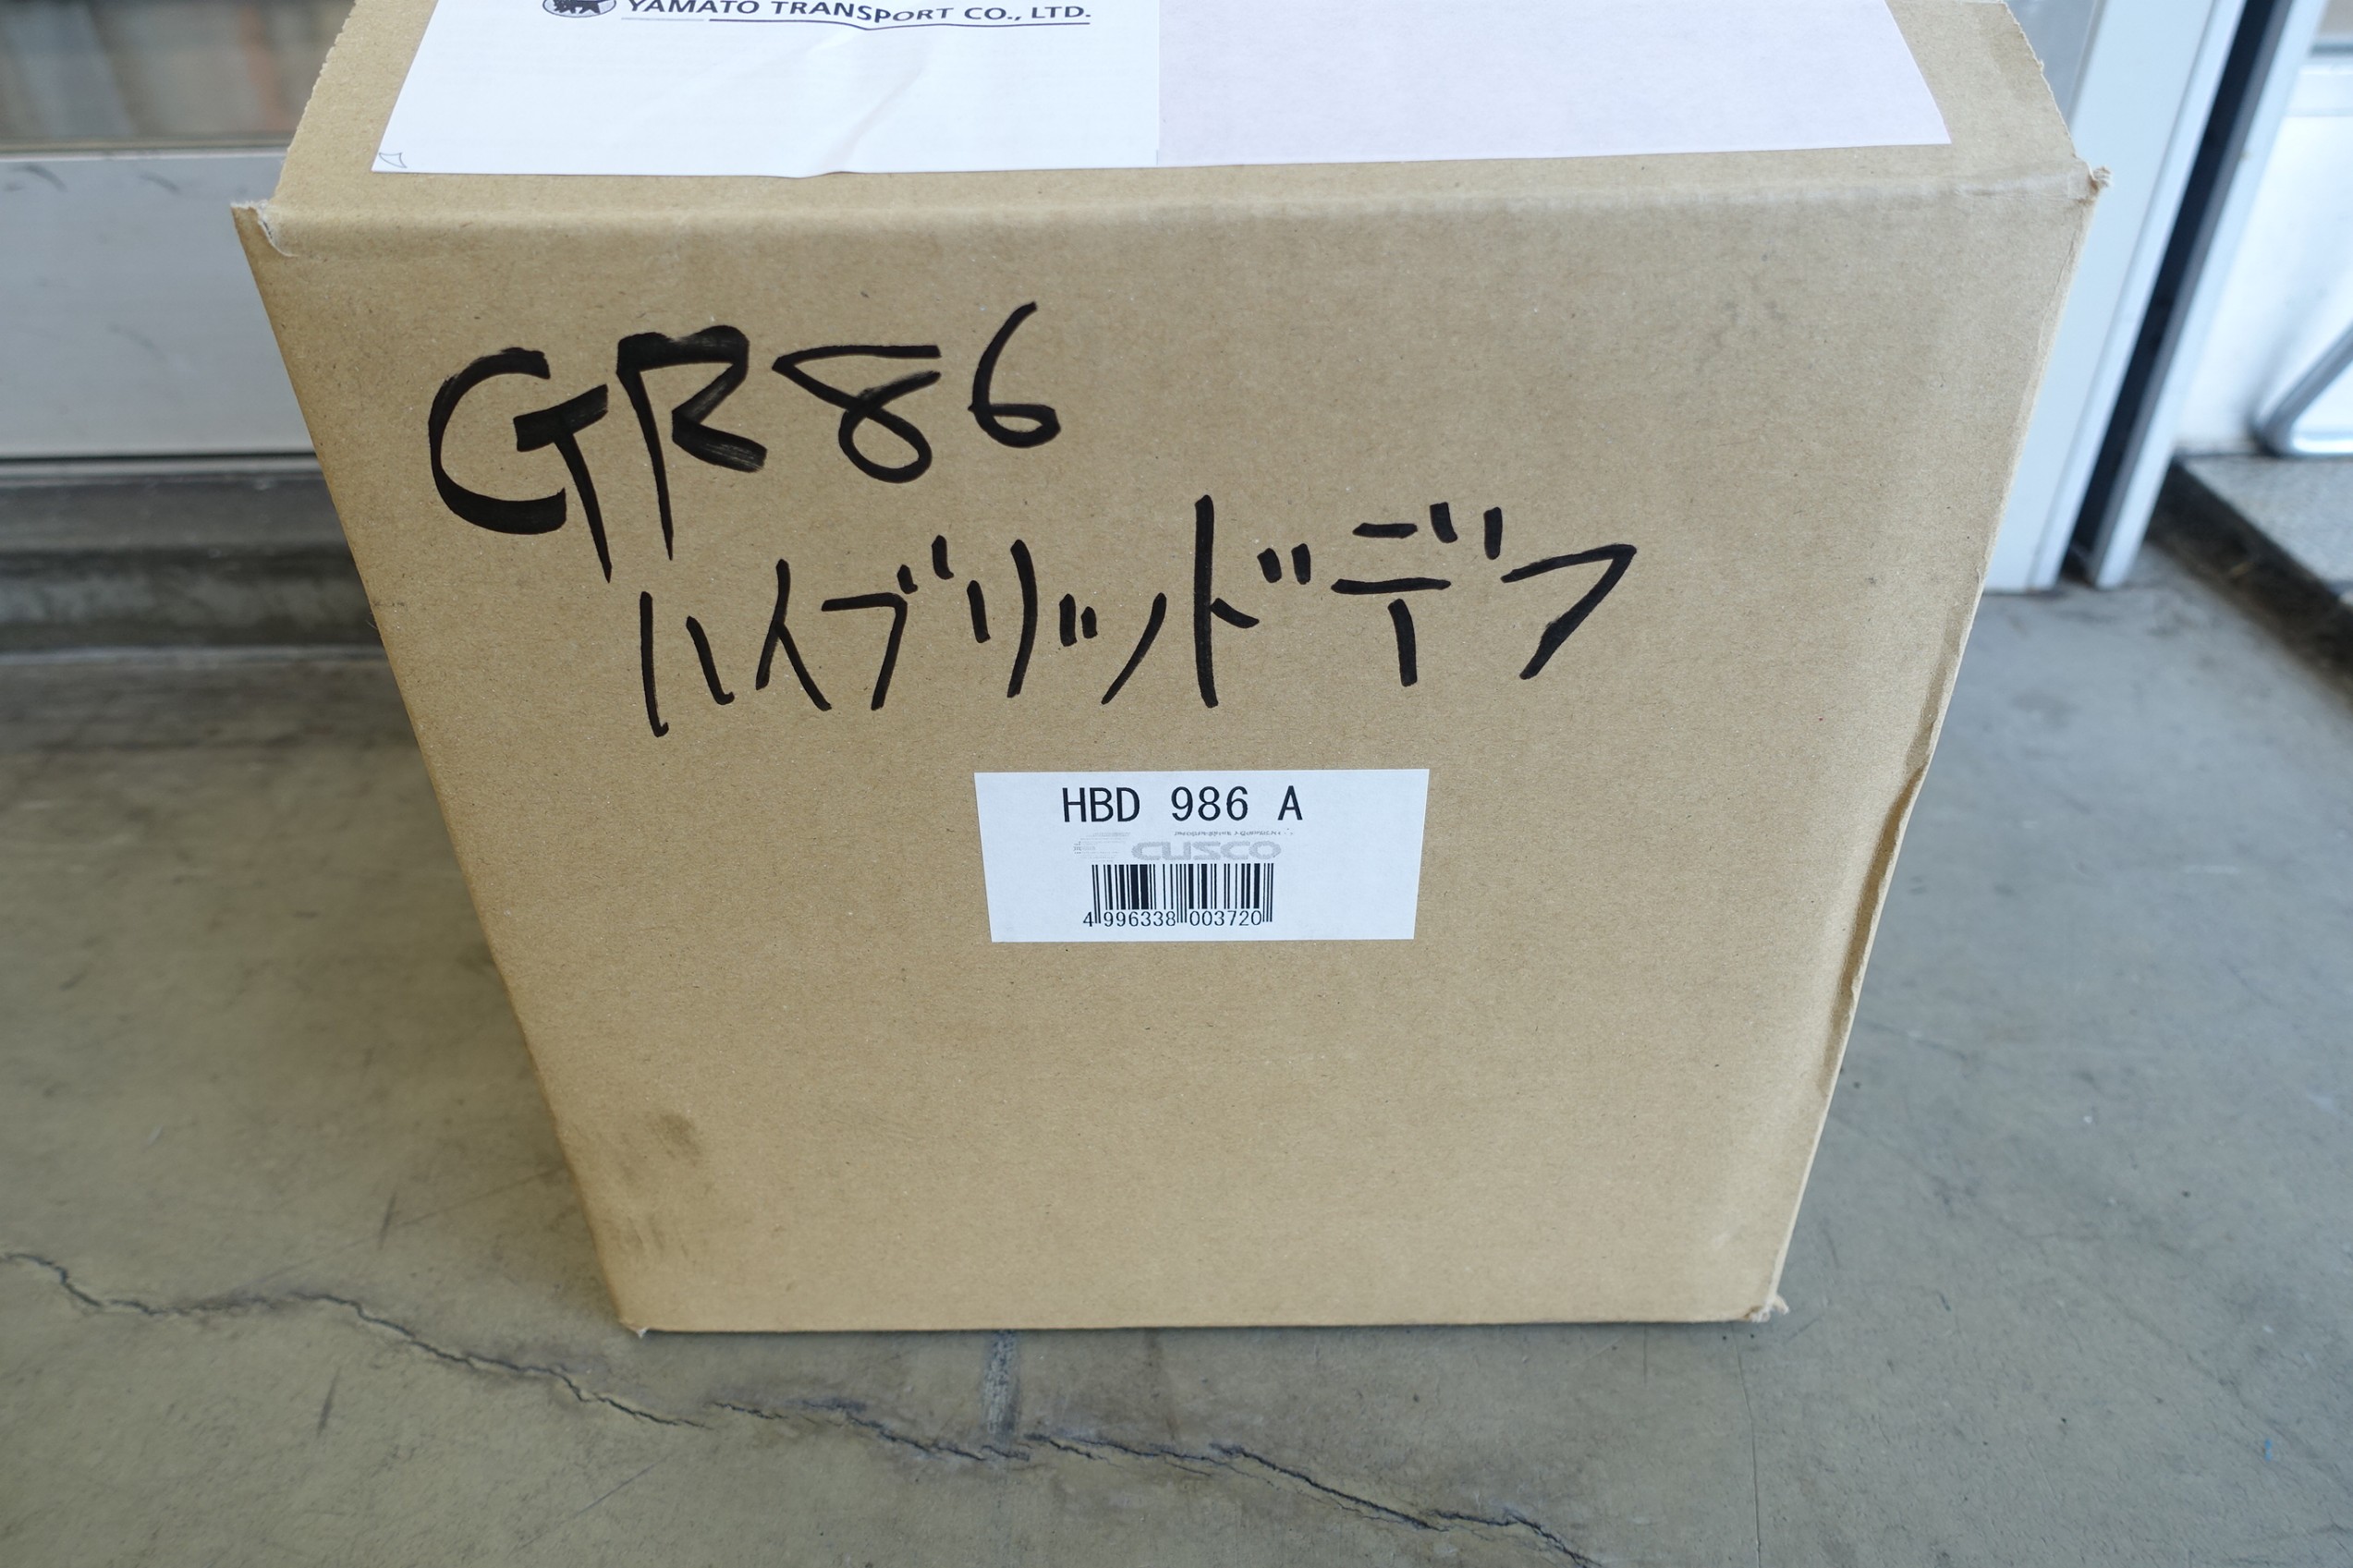 YAMATO TRANSPORT CO., LTD.
GR86
ハイブリッドデフ
HBD 986 A
CUSCO
4 996338 003720